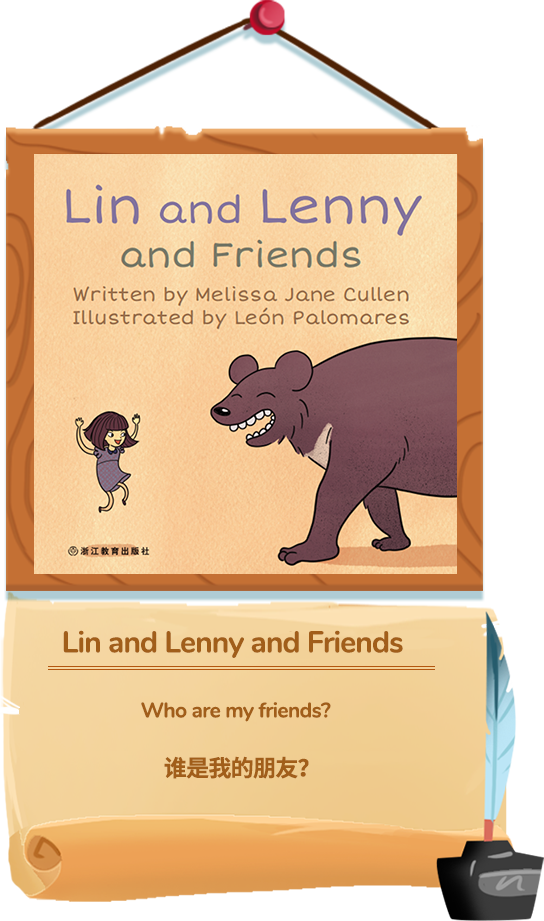 Lin and Lenny
and Friends
Written by Melissa Jane Cullen
Illustrated by León Palomares
浙江教育出版社
Lin and Lenny and Friends
Who are my friends?
谁是我的朋友?